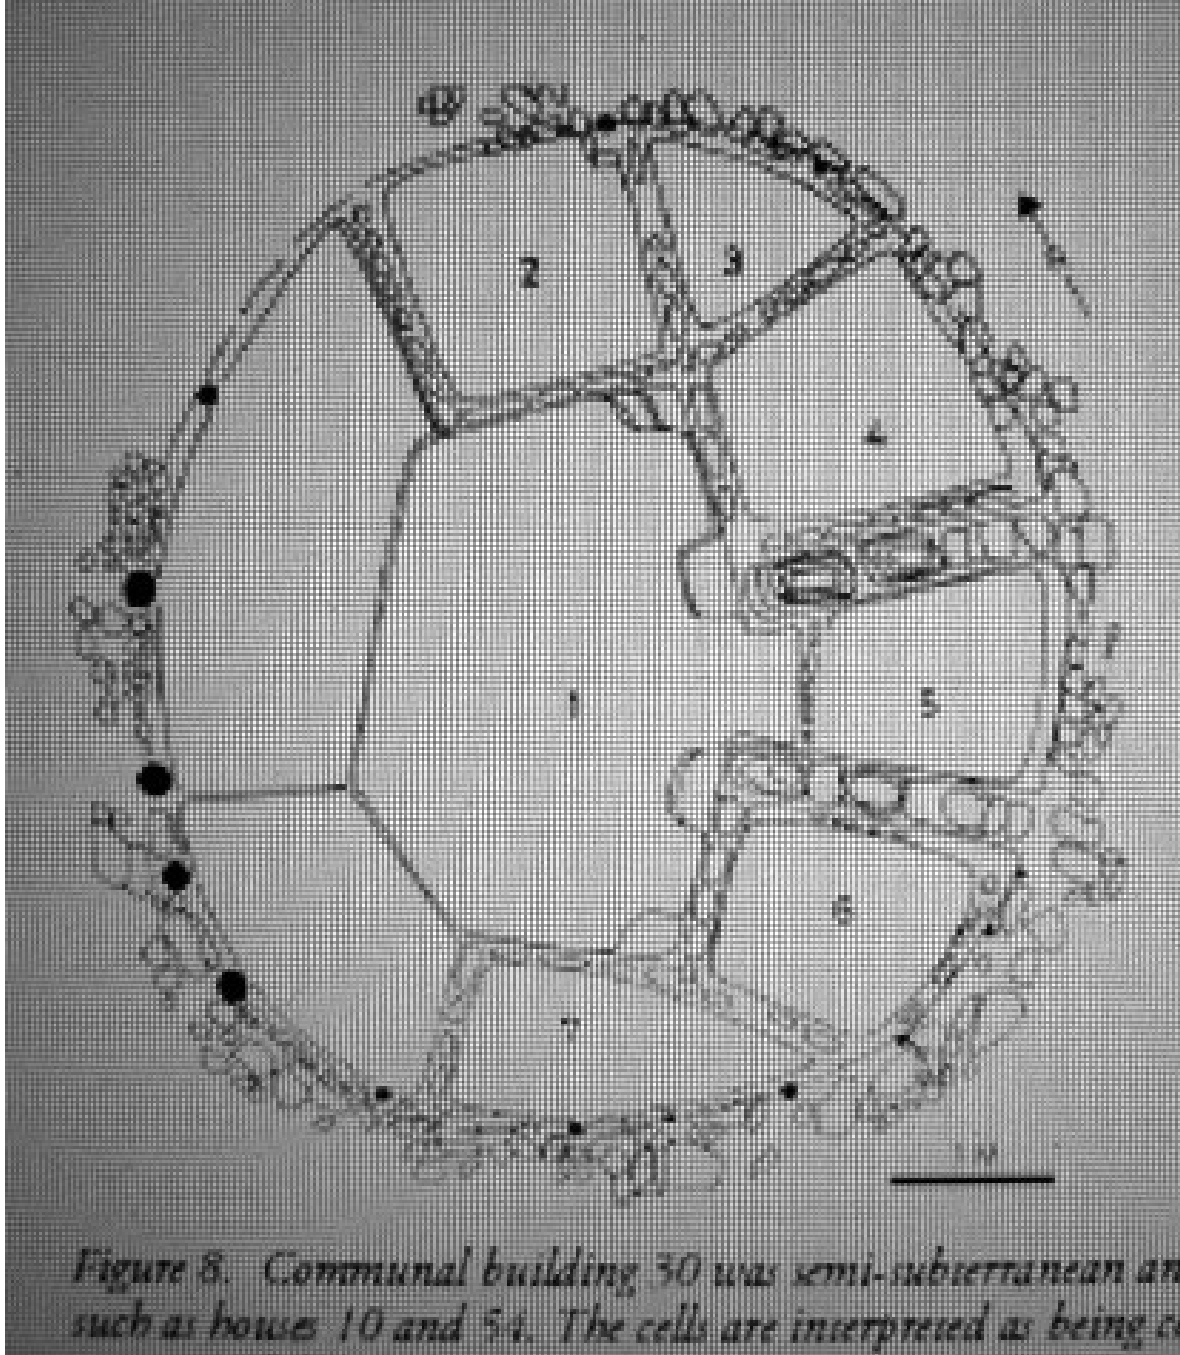 2
3
4
1
5
6
7
1 M
Figure 8. Communal building 30 was semi-subterranean an
such as houses 10 and 54. The cells are interpreted as being c